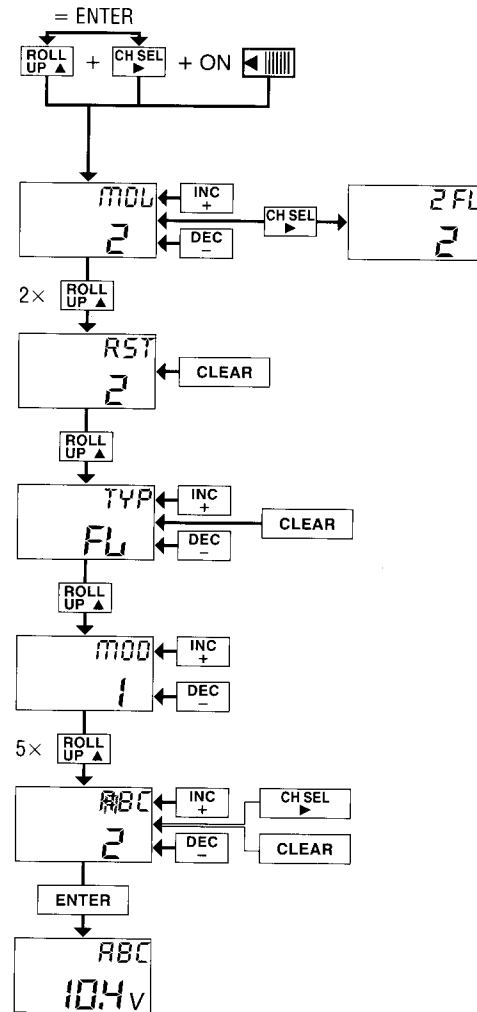 = ENTER
ROLL UP ▲ + CH SEL ▶ + ON ◀
MOL
2
INC +
DEC −
CH SEL ▶
2FL
2
2× ROLL UP ▲
RST
2
CLEAR
ROLL UP ▲
TYP
FL
INC +
DEC −
CLEAR
ROLL UP ▲
MOD
1
INC +
DEC −
5× ROLL UP ▲
ABC
2
INC +
DEC −
CH SEL ▶
CLEAR
ENTER
ABC
10.4 V